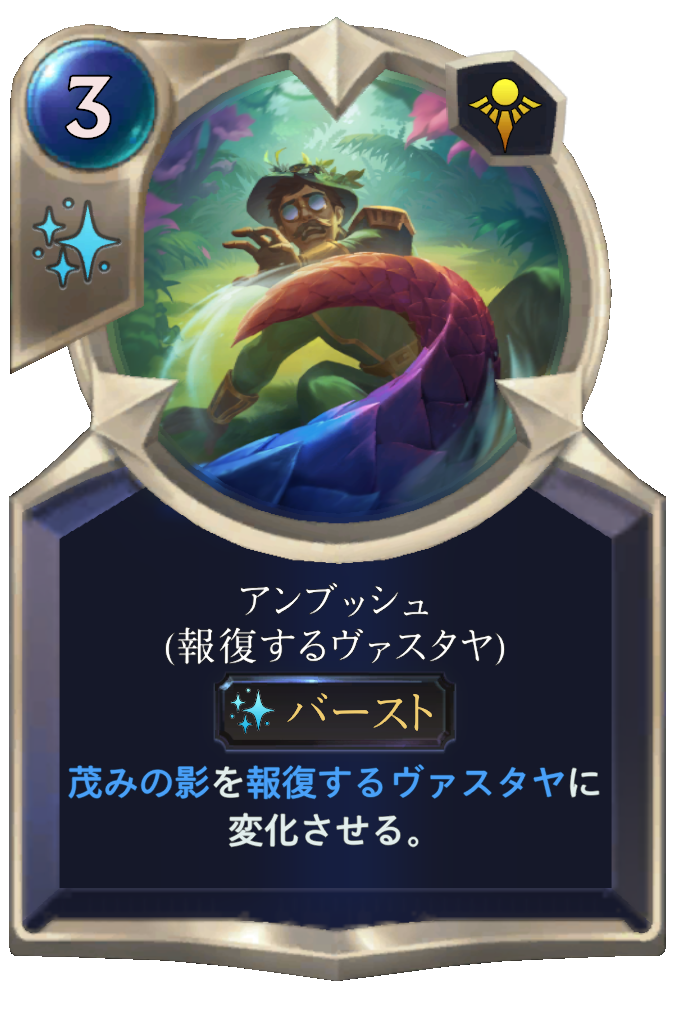 3
アンブッシュ
(報復するヴァスタヤ)
バースト
茂みの影を報復するヴァスタヤに
変化させる。